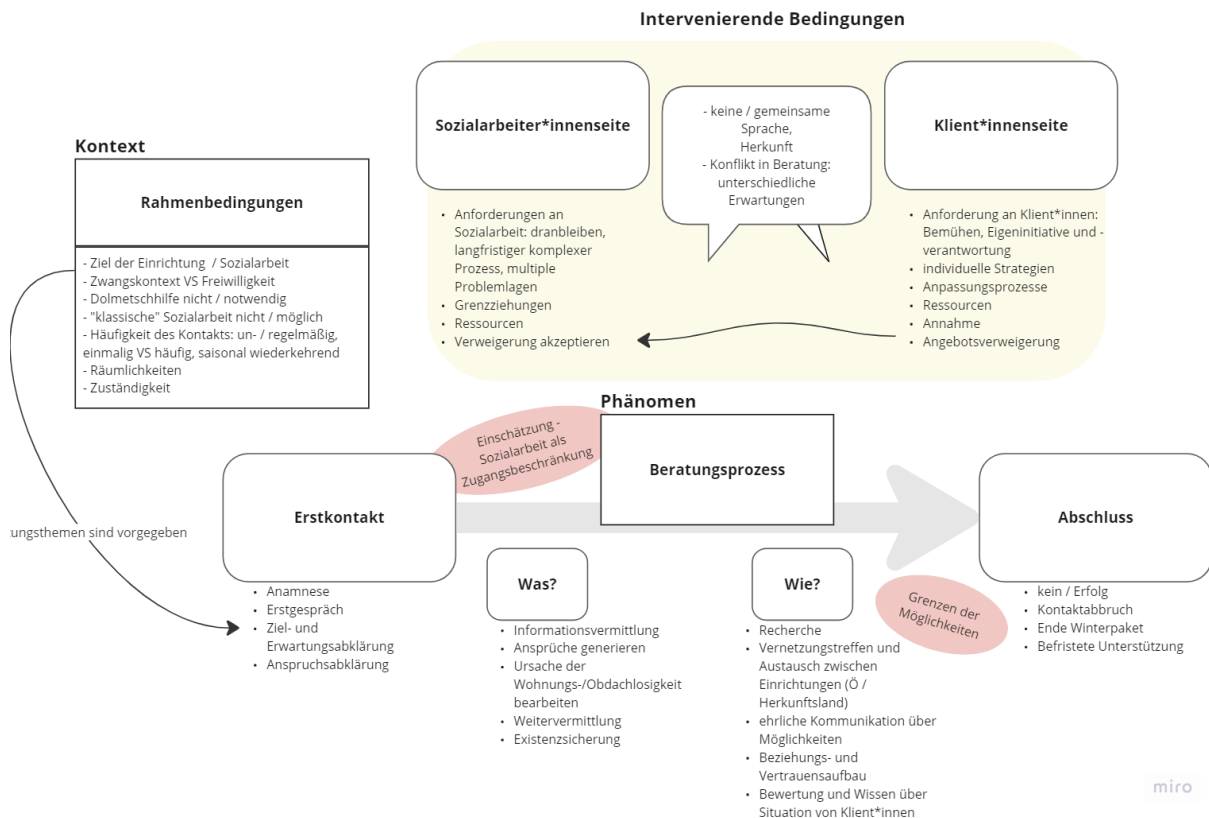 Intervenierende Bedingungen
Sozialarbeiter*innenseite
- keine / gemeinsame
Sprache,
Herkunft
- Konflikt in Beratung:
unterschiedliche
Erwartungen
Klient*innenseite
• Anforderungen an
Sozialarbeit: dranbleiben,
langfristiger komplexer
Prozess, multiple
Problemlagen
• Grenzziehungen
• Ressourcen
• Verweigerung akzeptieren
• Anforderung an Klient*innen:
Bemühen, Eigeninitiative und -
verantwortung
• individuelle Strategien
• Anpassungsprozesse
• Ressourcen
• Annahme
• Angebotsverweigerung
Kontext
Rahmenbedingungen
- Ziel der Einrichtung / Sozialarbeit
- Zwangskontext VS Freiwilligkeit
- Dolmetschhilfe nicht / notwendig
- "klassische" Sozialarbeit nicht / möglich
- Häufigkeit des Kontakts: un- / regelmäßig,
einmalig VS häufig, saisonal wiederkehrend
- Räumlichkeiten
- Zuständigkeit
tungsthemen sind vorgegeben
Phänomen
Einschätzung -
Sozialarbeit als
Zugangsbeschränkung
Beratungsprozess
Erstkontakt
• Anamnese
• Erstgespräch
• Ziel- und
Erwartungsabklärung
• Anspruchsabklärung
Was?
• Informationsvermittlung
• Ansprüche generieren
• Ursache der
Wohnungs-/Obdachlosigkeit
bearbeiten
• Weitervermittlung
• Existenzsicherung
Wie?
• Recherche
• Vernetzungstreffen und
Austausch zwischen
Einrichtungen (Ö /
Herkunftsland)
• ehrliche Kommunikation über
Möglichkeiten
• Beziehungs- und
Vertrauensaufbau
• Bewertung und Wissen über
Situation von Klient*innen
Grenzen der
Möglichkeiten
Abschluss
• kein / Erfolg
• Kontaktabbruch
• Ende Winterpaket
• Befristete Unterstützung
miro